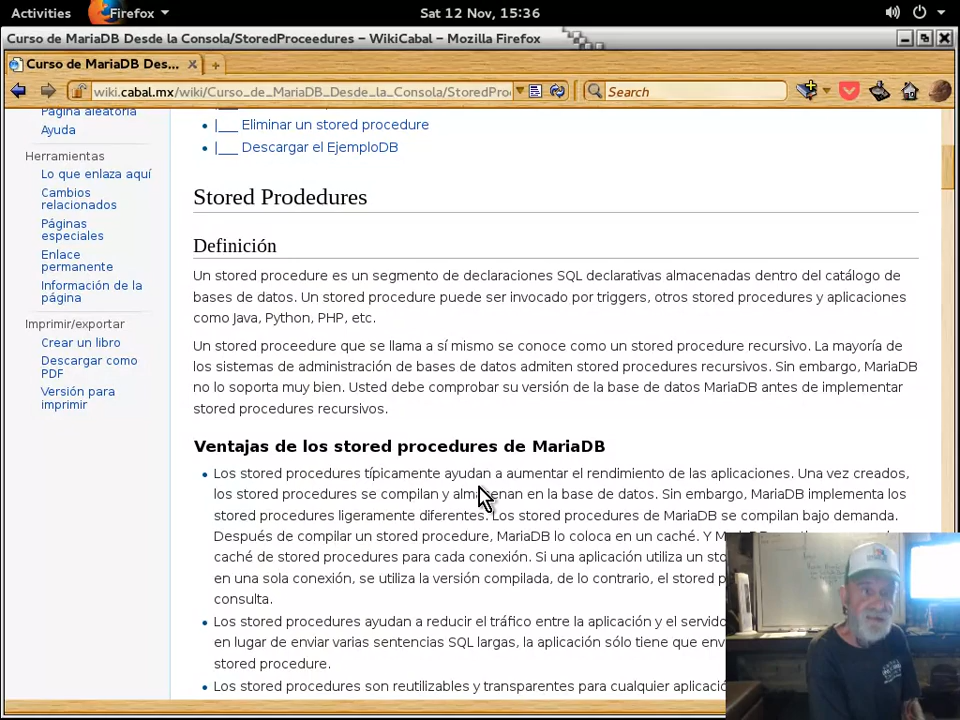 Activities Firefox Sat 12 Nov, 15:36
Curso de MariaDB Desde la Consola/StoredProceedures – WikiCabal – Mozilla Firefox
Curso de MariaDB Des...
wiki.cabal.mx/wiki/Curso_de_MariaDB_Desde_la_Consola/StoredPro
Search
Página aleatoria
Ayuda
Herramientas
Lo que enlaza aquí
Cambios
relacionados
Páginas
especiales
Enlace
permanente
Información de la
página
Imprimir/exportar
Crear un libro
Descargar como
PDF
Versión para
imprimir
|___ Eliminar un stored procedure
|___ Descargar el EjemploDB
Stored Prodedures
Definición
Un stored procedure es un segmento de declaraciones SQL declarativas almacenadas dentro del catálogo de
bases de datos. Un stored procedure puede ser invocado por triggers, otros stored procedures y aplicaciones
como Java, Python, PHP, etc.
Un stored proceedure que se llama a sí mismo se conoce como un stored procedure recursivo. La mayoría de
los sistemas de administración de bases de datos admiten stored procedures recursivos. Sin embargo, MariaDB
no lo soporta muy bien. Usted debe comprobar su versión de la base de datos MariaDB antes de implementar
stored procedures recursivos.
Ventajas de los stored procedures de MariaDB
Los stored procedures típicamente ayudan a aumentar el rendimiento de las aplicaciones. Una vez creados,
los stored procedures se compilan y almacenan en la base de datos. Sin embargo, MariaDB implementa los
stored procedures ligeramente diferentes. Los stored procedures de MariaDB se compilan bajo demanda.
Después de compilar un stored procedure, MariaDB lo coloca en un caché. Y
caché de stored procedures para cada conexión. Si una aplicación utiliza un
en una sola conexión, se utiliza la versión compilada, de lo contrario, el stored
consulta.
Los stored procedures ayudan a reducir el tráfico entre la aplicación y el
en lugar de enviar varias sentencias SQL largas, la aplicación sólo tiene que
stored procedure.
Los stored procedures son reutilizables y transparentes para cualquier